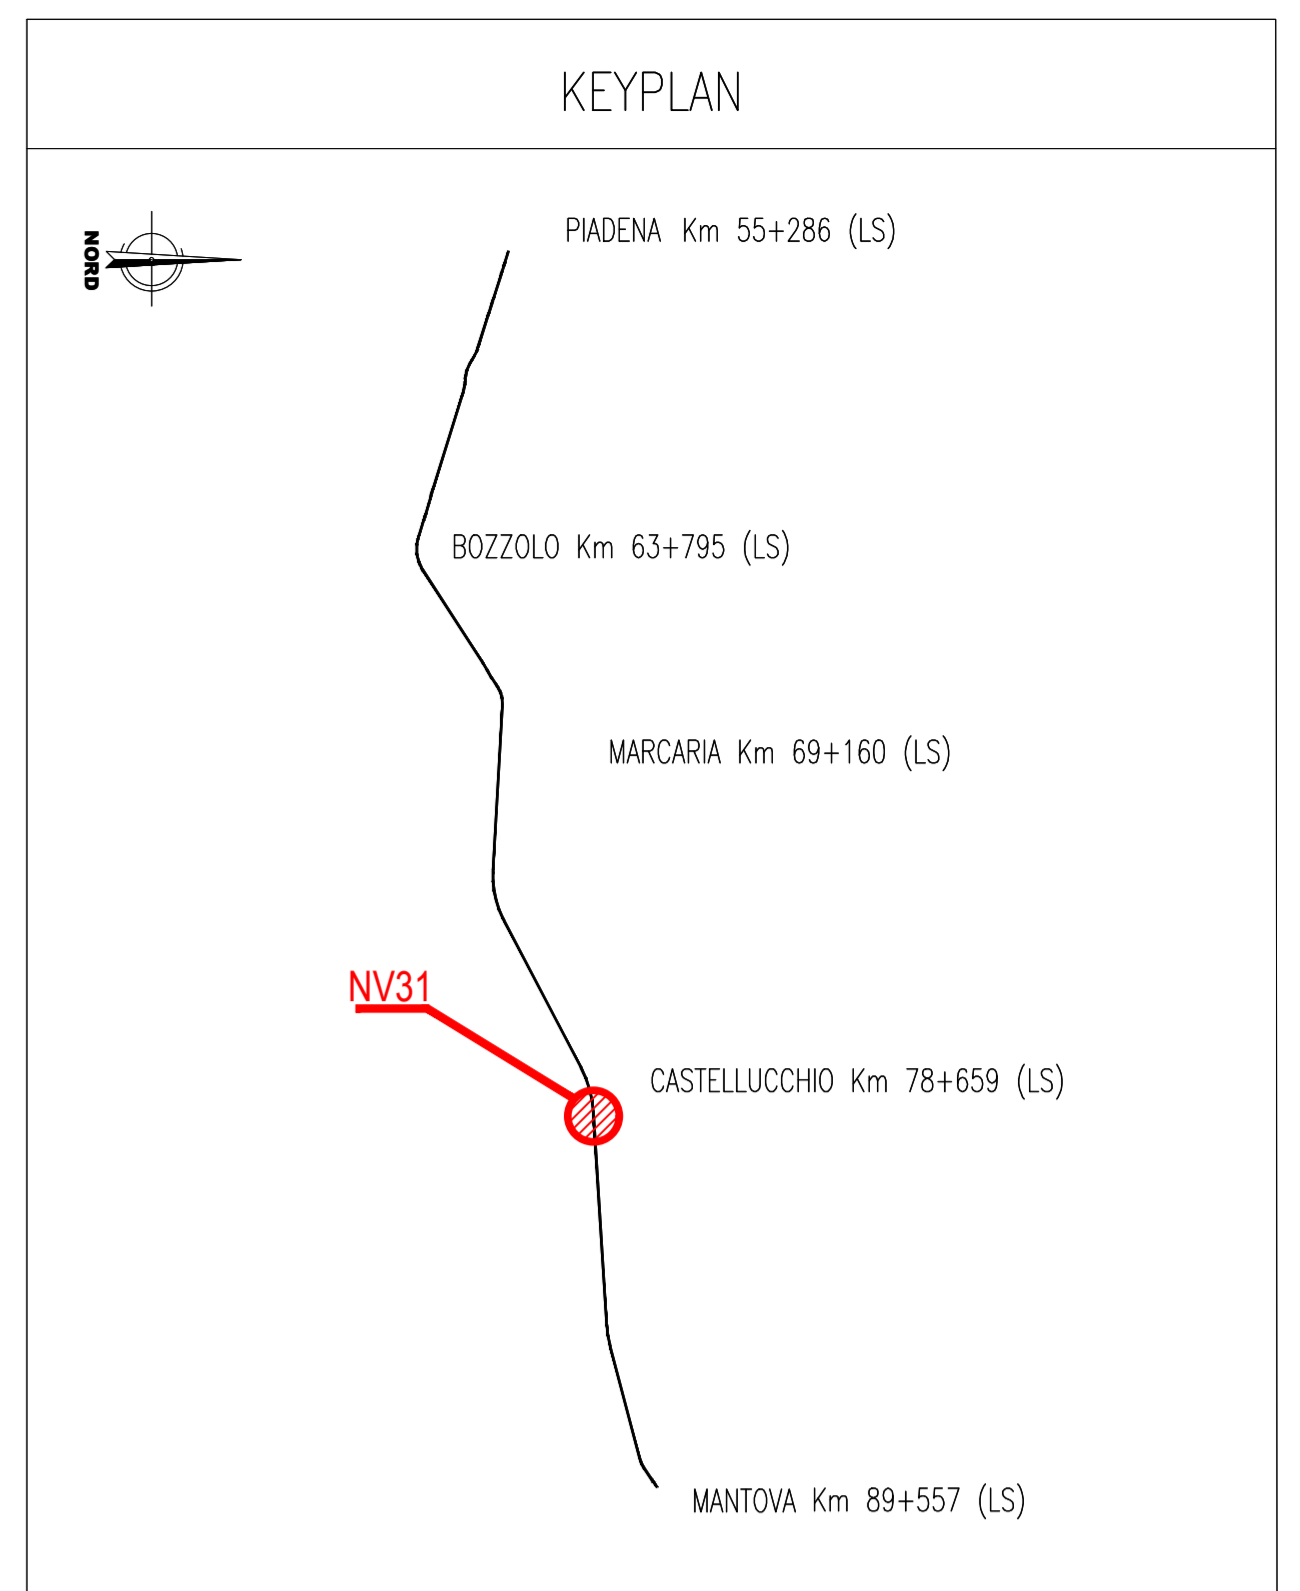 KEYPLAN
NORD
PIADENA Km 55+286 (LS)
BOZZOLO Km 63+795 (LS)
MARCARIA Km 69+160 (LS)
NV31
CASTELLUCCHIO Km 78+659 (LS)
MANTOVA Km 89+557 (LS)